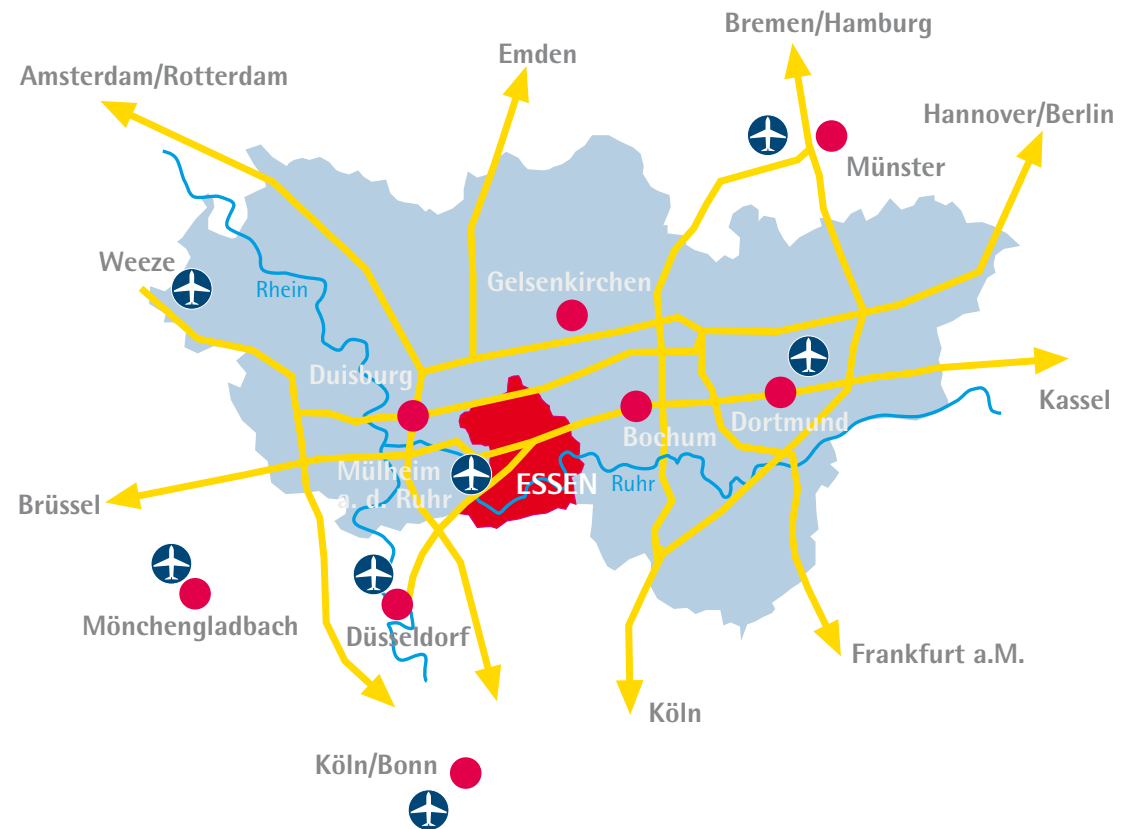 Bremen/Hamburg
Emden
Amsterdam/Rotterdam
Hannover/Berlin
Münster
Weeze
Rhein
Gelsenkirchen
Duisburg
Kassel
Dortmund
Bochum
Mülheim
a. d. Ruhr
ESSEN
Ruhr
Brüssel
Mönchengladbach
Düsseldorf
Frankfurt a.M.
Köln
Köln/Bonn